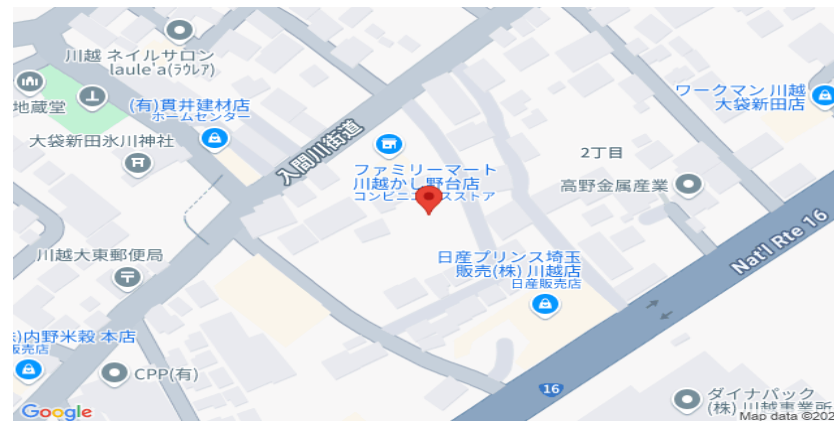 川越 ネイルサロン
laule'a(ラウレア)
地蔵堂
(有)貫井建材店
ホームセンター
大袋新田氷川神社
入間川街道
ワークマン 川越
大袋新田店
2丁目
ファミリーマート
川越かし野台店
コンビニエンスストア
高野金属産業
Nat'l Rte 16
川越大東郵便局
日産プリンス埼玉
販売(株) 川越店
日産販売店
)内野米穀 本店
販売店
CPP(有)
16
ダイナパック
(株) 川越事業所
Google
Map data ©202